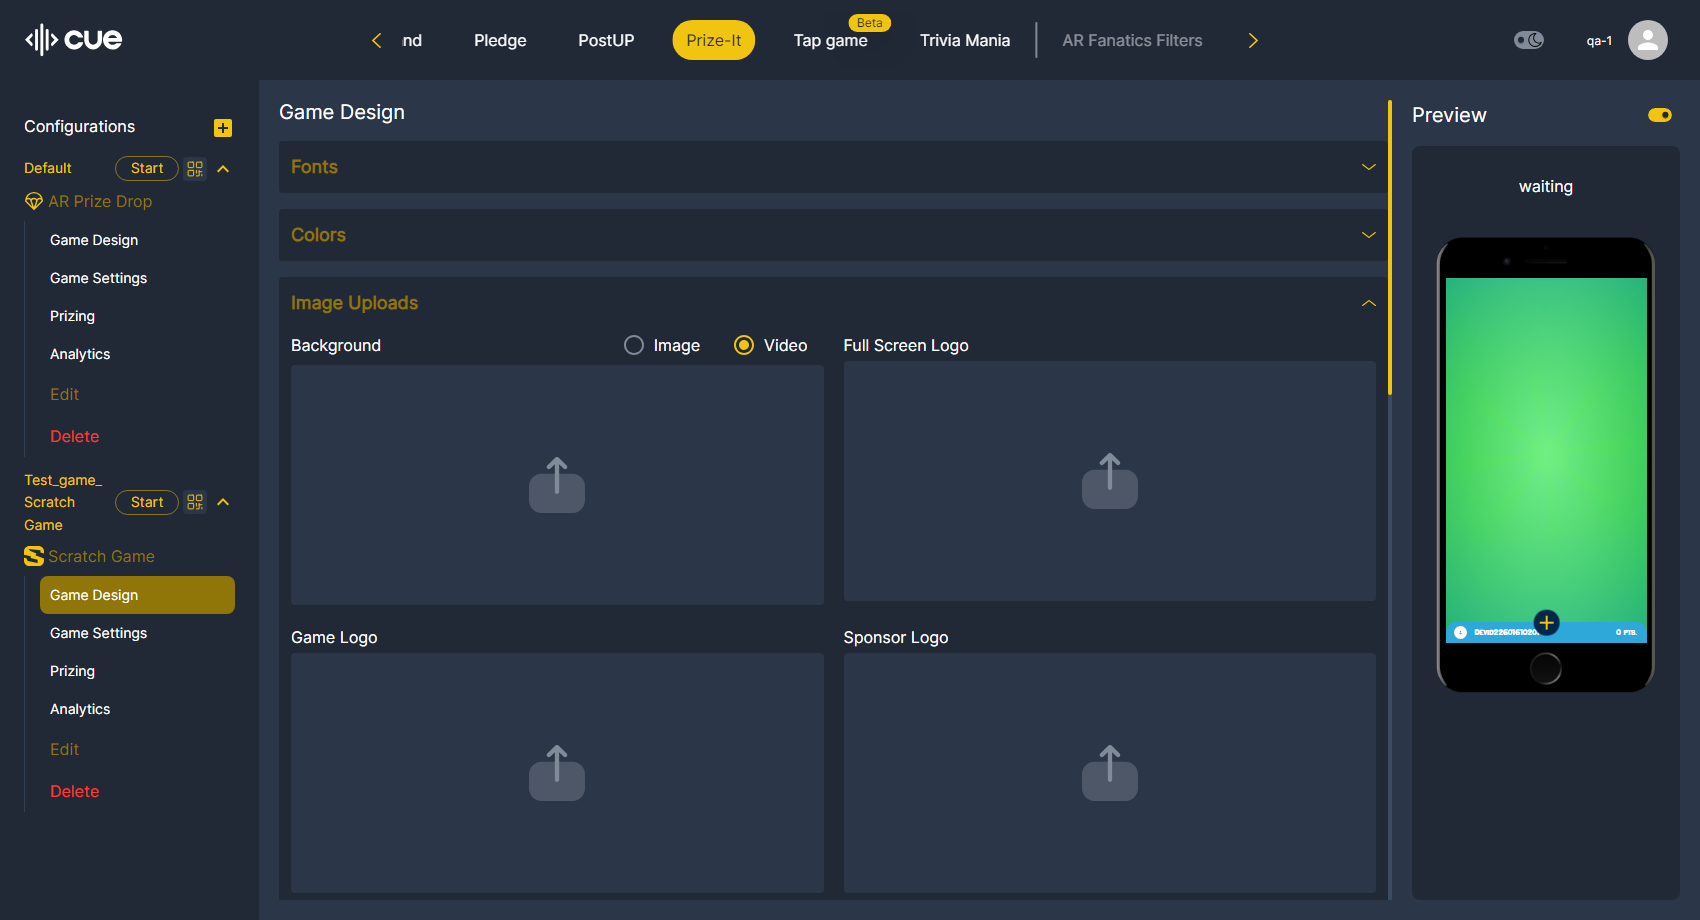 cue
nd
Pledge
PostUP
Prize-It
Beta
Tap game
Trivia Mania
AR Fanatics Filters
qa-1
Configurations
Default
Start
AR Prize Drop
Game Design
Game Settings
Prizing
Analytics
Edit
Delete
Test_game_
Scratch
Game
Start
Scratch Game
Game Design
Game Settings
Prizing
Analytics
Edit
Delete
Game Design
Fonts
Colors
Image Uploads
Background
Image
Video
Full Screen Logo
Game Logo
Sponsor Logo
Preview
waiting
0 PTS.